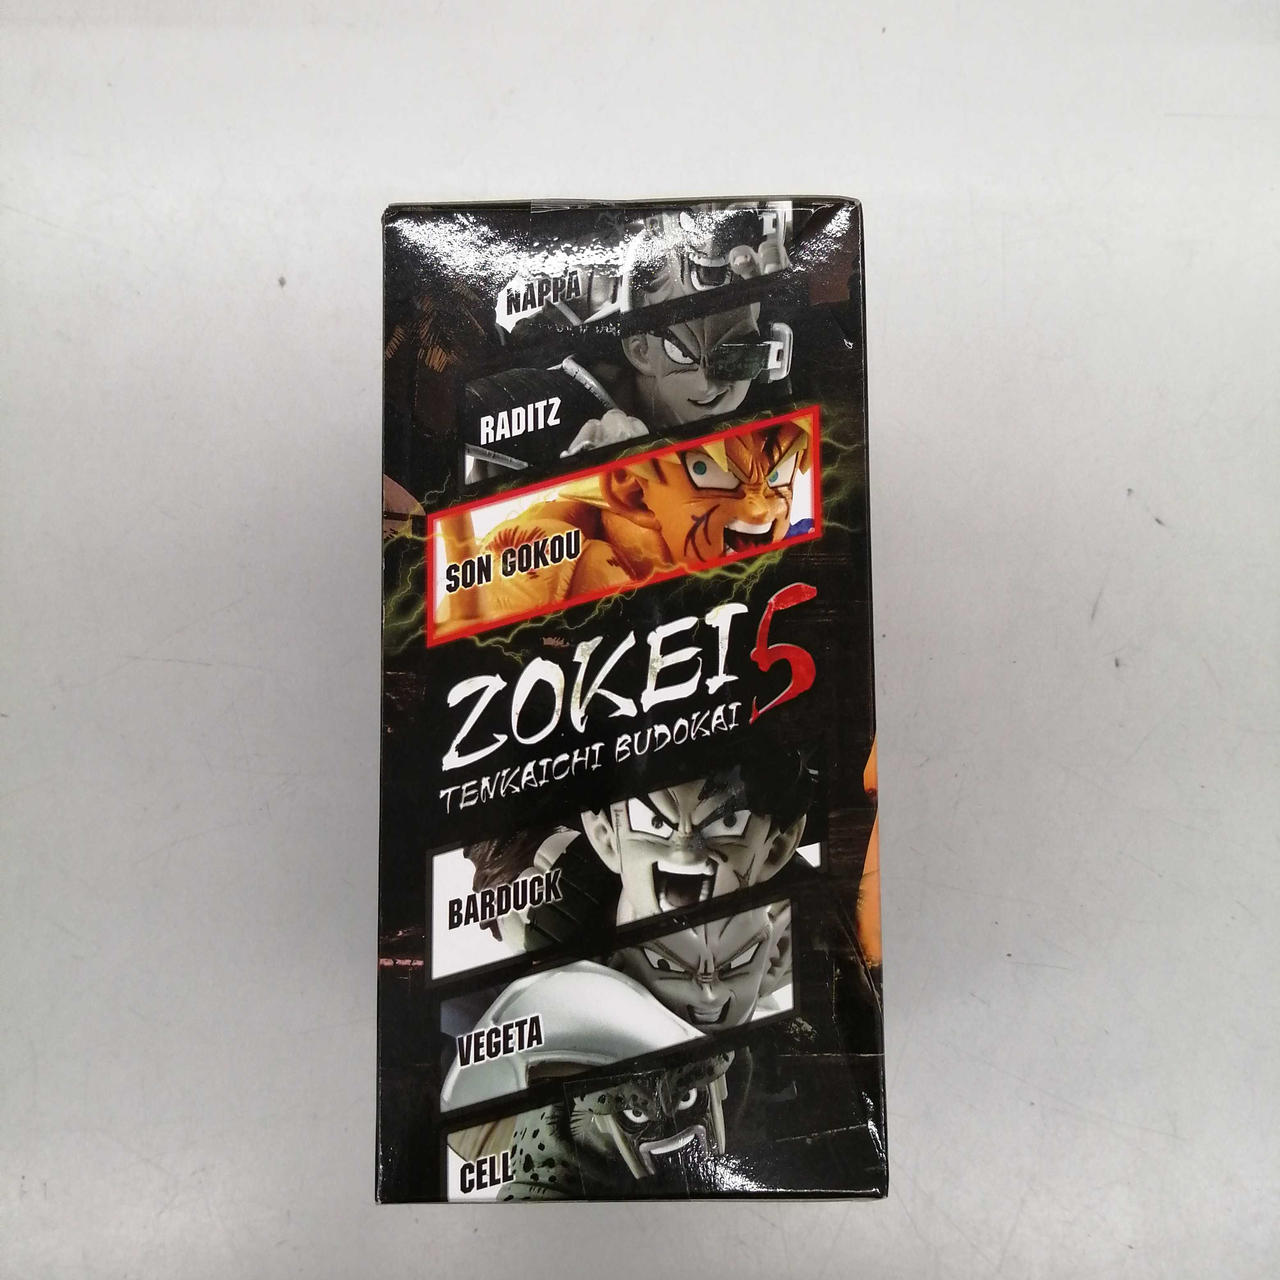 NAPPA
RADITZ
SON GOKOU
ZOKEI 5
TENKAICHI BUDOKAI
BARDUCK
VEGETA
CELL